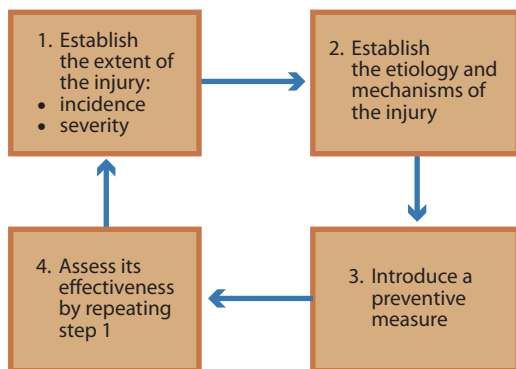 1. Establish
the extent of
the injury:
• incidence
• severity
2. Establish
the etiology and
mechanisms of
the injury
3. Introduce a
preventive
measure
4. Assess its
effectiveness
by repeating
step 1